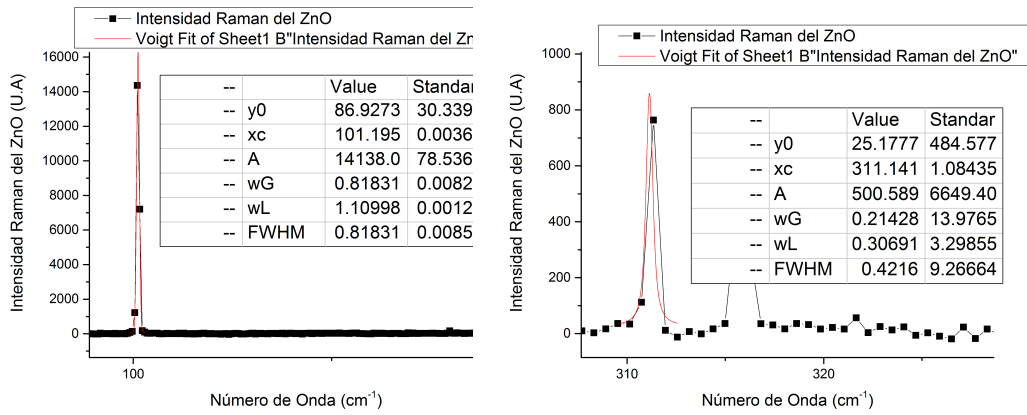 Intensidad Raman del ZnO
Voigt Fit of Sheet1 B"Intensidad Raman del Zn
Intensidad Raman del ZnO (U.A)
16000
14000
12000
10000
8000
6000
4000
2000
0
-- Value Standar
-- y0 86.9273 30.339
-- xc 101.195 0.0036
-- A 14138.0 78.536
-- wG 0.81831 0.0082
-- wL 1.10998 0.0012
-- FWHM 0.81831 0.0085
100
Número de Onda (cm-1)
Intensidad Raman del ZnO
Voigt Fit of Sheet1 B"Intensidad Raman del ZnO"
Intensidad Raman del ZnO (U.A)
1000
800
600
400
200
0
-- Value Standar
-- y0 25.1777 484.577
-- xc 311.141 1.08435
-- A 500.589 6649.40
-- wG 0.21428 13.9765
-- wL 0.30691 3.29855
-- FWHM 0.4216 9.26664
310 320
Número de Onda (cm-1)